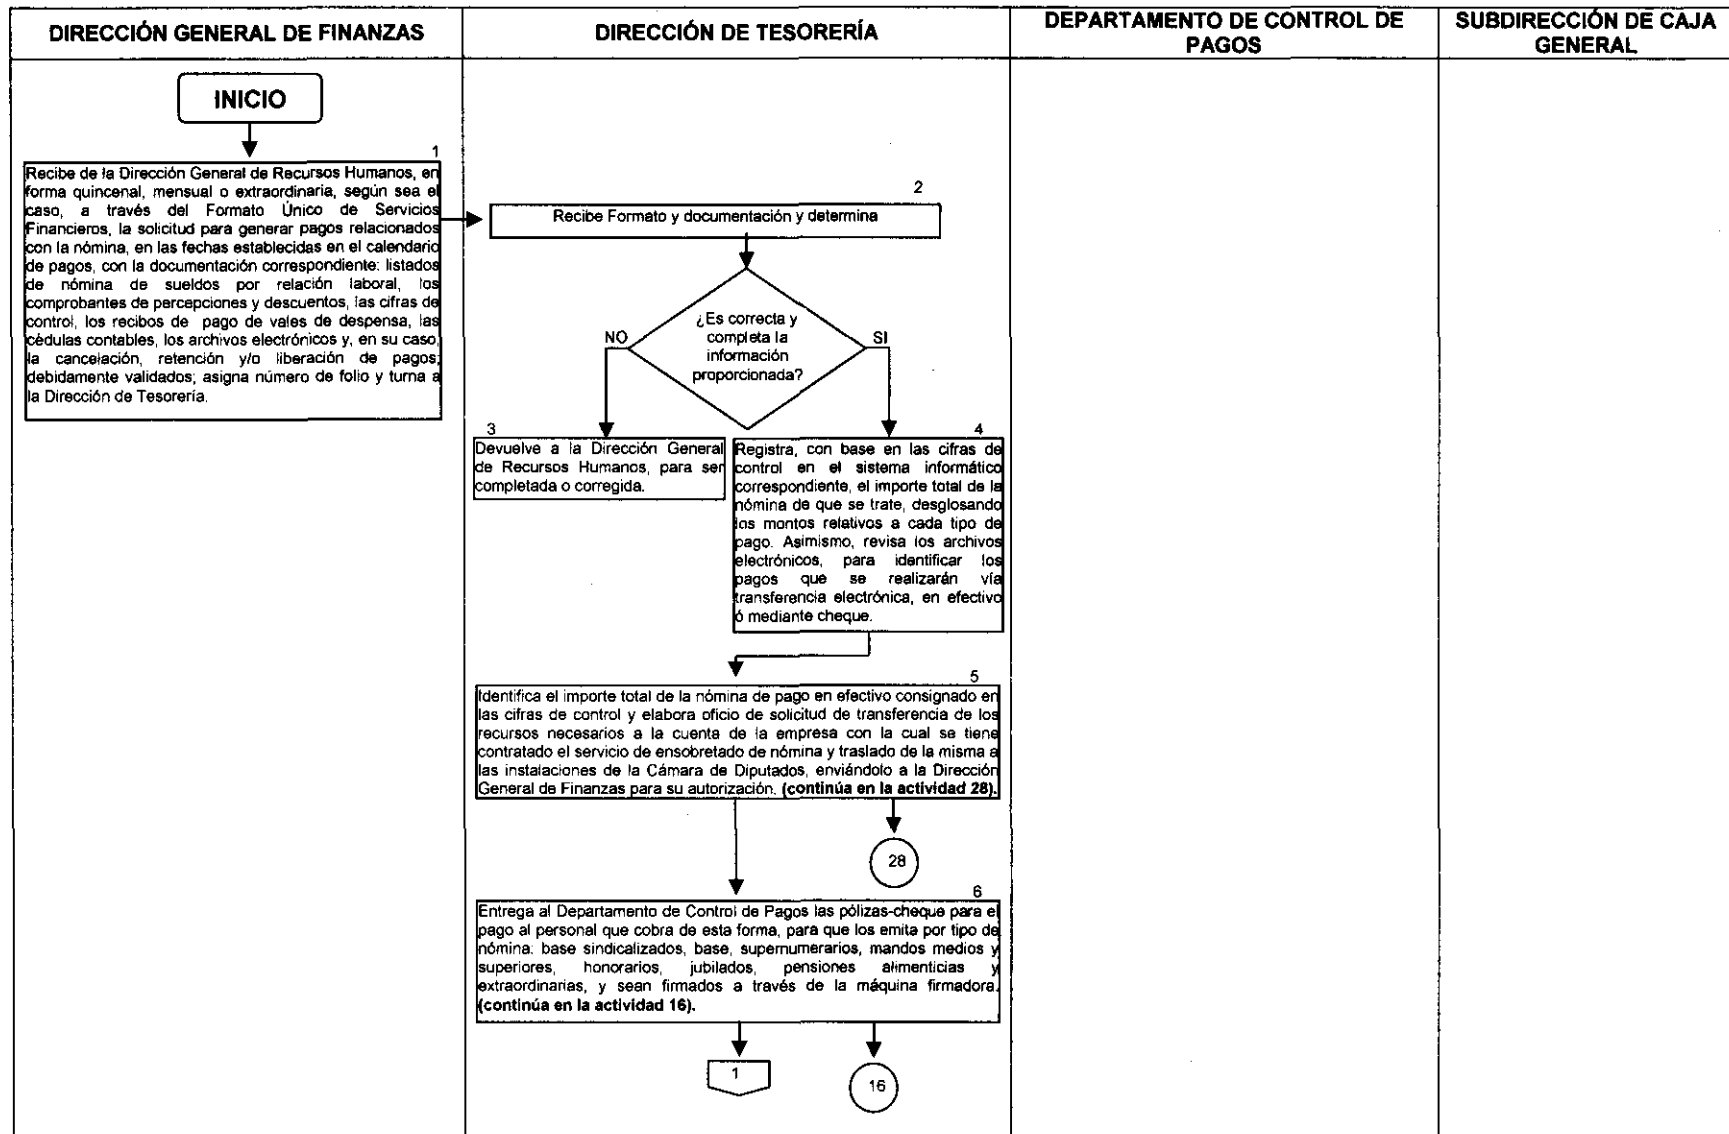 DIRECCIÓN GENERAL DE FINANZAS
DIRECCIÓN DE TESORERÍA
DEPARTAMENTO DE CONTROL DE
PAGOS
SUBDIRECCIÓN DE CAJA
GENERAL
INICIO
1
Recibe de la Dirección General de Recursos Humanos, en
forma quincenal, mensual o extraordinaria, según sea el
caso, a través del Formato Único de Servicios
Financieros, la solicitud para generar pagos relacionados
con la nómina, en las fechas establecidas en el calendario
de pagos, con la documentación correspondiente: listados
de nómina de sueldos por relación laboral, los
comprobantes de percepciones y descuentos, las cifras de
control, los recibos de pago de vales de despensa, las
cédulas contables, los archivos electrónicos y, en su caso,
la cancelación, retención y/o liberación de pagos;
debidamente validados; asigna número de folio y turna a
la Dirección de Tesorería.
2
Recibe Formato y documentación y determina
¿Es correcta y
completa la
información
proporcionada?
NO
SI
3
Devuelve a la Dirección General
de Recursos Humanos, para ser
completada o corregida.
4
Registra, con base en las cifras de
control en el sistema informático
correspondiente, el importe total de la
nómina de que se trate, desglosando
los montos relativos a cada tipo de
pago. Asimismo, revisa los archivos
electrónicos, para identificar los
pagos que se realizarán vía
transferencia electrónica, en efectivo
ó mediante cheque.
5
Identifica el importe total de la nómina de pago en efectivo consignado en
las cifras de control y elabora oficio de solicitud de transferencia de los
recursos necesarios a la cuenta de la empresa con la cual se tiene
contratado el servicio de ensobretado de nómina y traslado de la misma a
las instalaciones de la Cámara de Diputados, enviándolo a la Dirección
General de Finanzas para su autorización. (continúa en la actividad 28).
28
6
Entrega al Departamento de Control de Pagos las pólizas-cheque para el
pago al personal que cobra de esta forma, para que los emita por tipo de
nómina: base sindicalizados, base, supernumerarios, mandos medios y
superiores, honorarios, jubilados, pensiones alimenticias y
extraordinarias, y sean firmados a través de la máquina firmadora.
(continúa en la actividad 16).
1
16